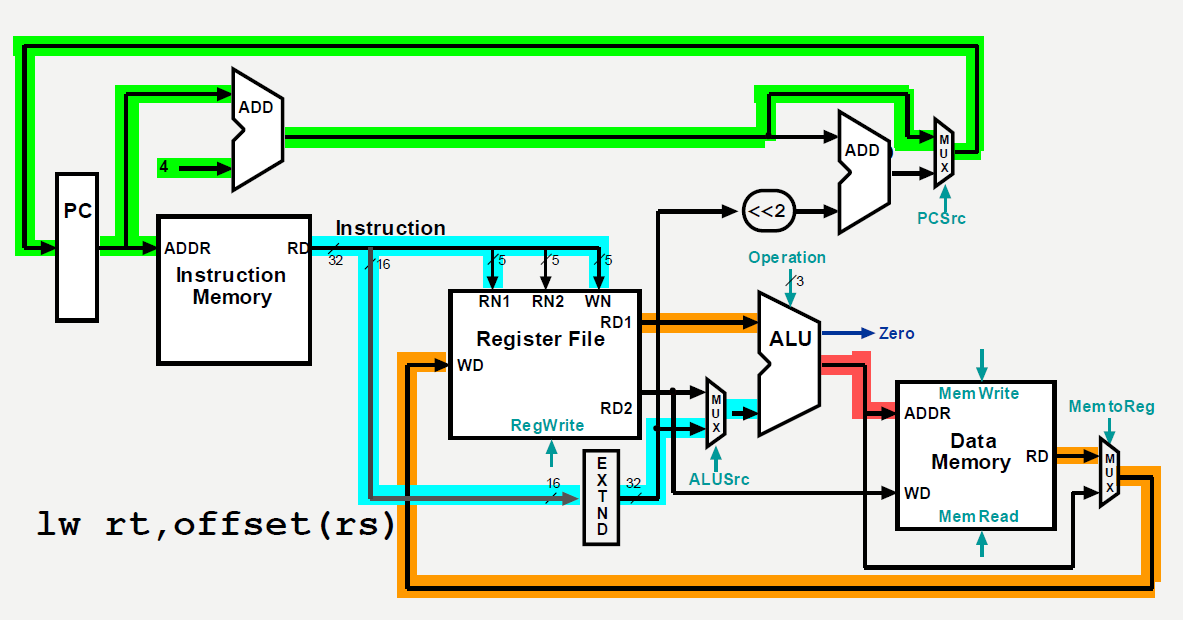 ADD
4
PC
ADD
M
U
X
PCSrc
<<2
Instruction
ADDR
RD
32
16
5
5
5
Instruction
Memory
Operation
3
RN1
RN2
WN
RD1
Register File
WD
RD2
RegWrite
ALU
Zero
M
U
X
ALUSrc
MemWrite
ADDR
Data
Memory
RD
WD
MemRead
MemtoReg
M
U
X
16
E
X
T
N
D
32
lw rt,offset(rs)